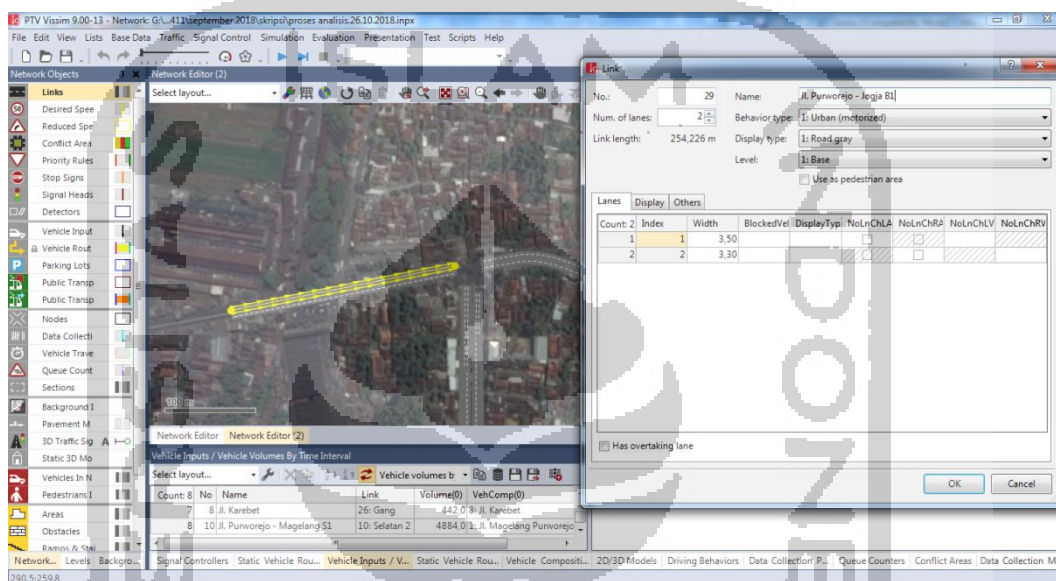 PTV Vissim 9.00-13 - Network: G:\...411\september 2018\skripsi\proses analisis.26.10.2018.inpx
File Edit View Lists Base Data Traffic Signal Control Simulation Evaluation Presentation Test Scripts Help
Network Objects
Links
Desired Spee
Reduced Spe
Conflict Area
Priority Rules
Stop Signs
Signal Heads
Detectors
Vehicle Input
Vehicle Rout
Parking Lots
Public Transp
Public Transp
Nodes
Data Collecti
Vehicle Trave
Queue Count
Sections
Background I
Pavement M
3D Traffic Sig
Static 3D Mo
Vehicles In N
Pedestrians I
Areas
Obstacles
Ramps & Stai
Network... Levels Backgro...
290.5:259.8
Network Editor (2)
Select layout...
100 m
Network Editor Network Editor (2)
Vehicle Inputs / Vehicle Volumes By Time Interval
Select layout... Vehicle volumes b
Count: 8 No Name Link Volume(0) VehComp(0)
7 8 Jl. Karebet 26: Gang 442,0 8: Jl. Karebet
8 10 Jl. Purworejo - Magelang S1 10: Selatan 2 4884,0 1: Jl. Magelang Purworejo
Signal Controllers Static Vehicle Rou... Vehicle Inputs / V... Static Vehicle Rou... Vehicle Compositi... 2D/3D Models Driving Behaviors Data Collection P... Queue Counters Conflict Areas Data Collection M
Link
No.: 29 Name: Jl. Purworejo - Jogja B1
Num. of lanes: 2 Behavior type: 1: Urban (motorized)
Link length: 254,226 m Display type: 1: Road gray
Level: 1: Base
Use as pedestrian area
Lanes Display Others
Count: 2 Index Width BlockedVel DisplayTyp NoLnChLA NoLnChRA NoLnChLV NoLnChRV
1 1 3,50
2 2 3,30
Has overtaking lane
OK Cancel
ISLAM